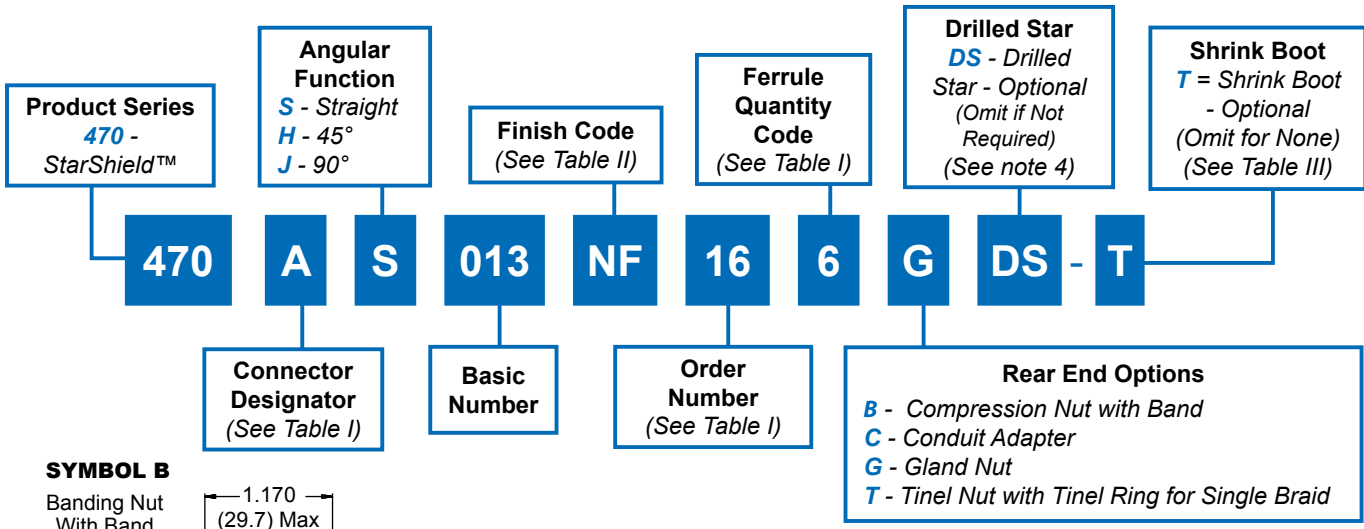 Product Series
470 -
StarShield™
Angular
Function
S - Straight
H - 45°
J - 90°
Finish Code
(See Table II)
Ferrule
Quantity
Code
(See Table I)
Drilled Star
DS - Drilled
Star - Optional
(Omit if Not
Required)
(See note 4)
Shrink Boot
T = Shrink Boot
- Optional
(Omit for None)
(See Table III)
470 A S 013 NF 16 6 G DS - T
Connector
Designator
(See Table I)
Basic
Number
Order
Number
(See Table I)
Rear End Options
B - Compression Nut with Band
C - Conduit Adapter
G - Gland Nut
T - Tinel Nut with Tinel Ring for Single Braid
SYMBOL B
Banding Nut
With Band
1.170
(29.7) Max